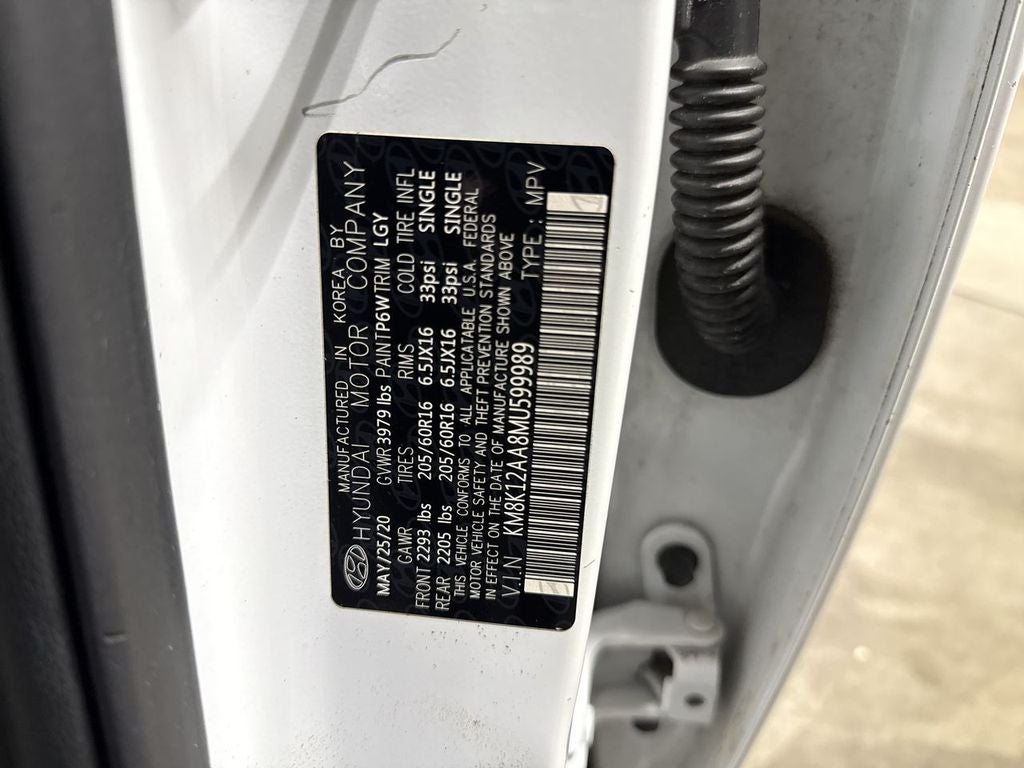 MANUFACTURED IN KOREA BY
HYUNDAI MOTOR COMPANY
MAY/25/20 GVWR 3979 lbs PAINT P6W TRIM LGY
GAWR TIRES RIMS COLD TIRE INFL
FRONT 2293 lbs 205/60R16 6.5JX16 33psi SINGLE
REAR 2205 lbs 205/60R16 6.5JX16 33psi SINGLE
THIS VEHICLE CONFORMS TO ALL APPLICATABLE U.S.A. FEDERAL
MOTOR VEHICLE SAFETY AND THEFT PREVENTION STANDARDS
IN EFFECT ON THE DATE OF MANUFACTURE SHOWN ABOVE
V.I.N KM8K12AA8MU599989 TYPE : MPV